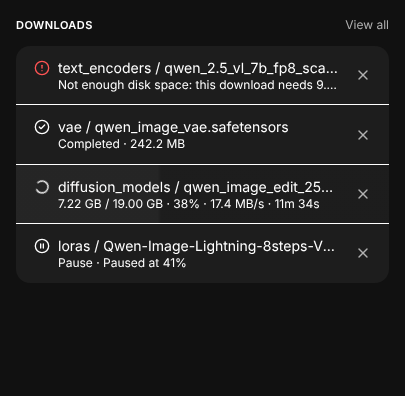 DOWNLOADS
View all
text_encoders / qwen_2.5_vl_7b_fp8_sca...
Not enough disk space: this download needs 9....
vae / qwen_image_vae.safetensors
Completed · 242.2 MB
diffusion_models / qwen_image_edit_25...
7.22 GB / 19.00 GB · 38% · 17.4 MB/s · 11m 34s
loras / Qwen-Image-Lightning-8steps-V...
Pause · Paused at 41%